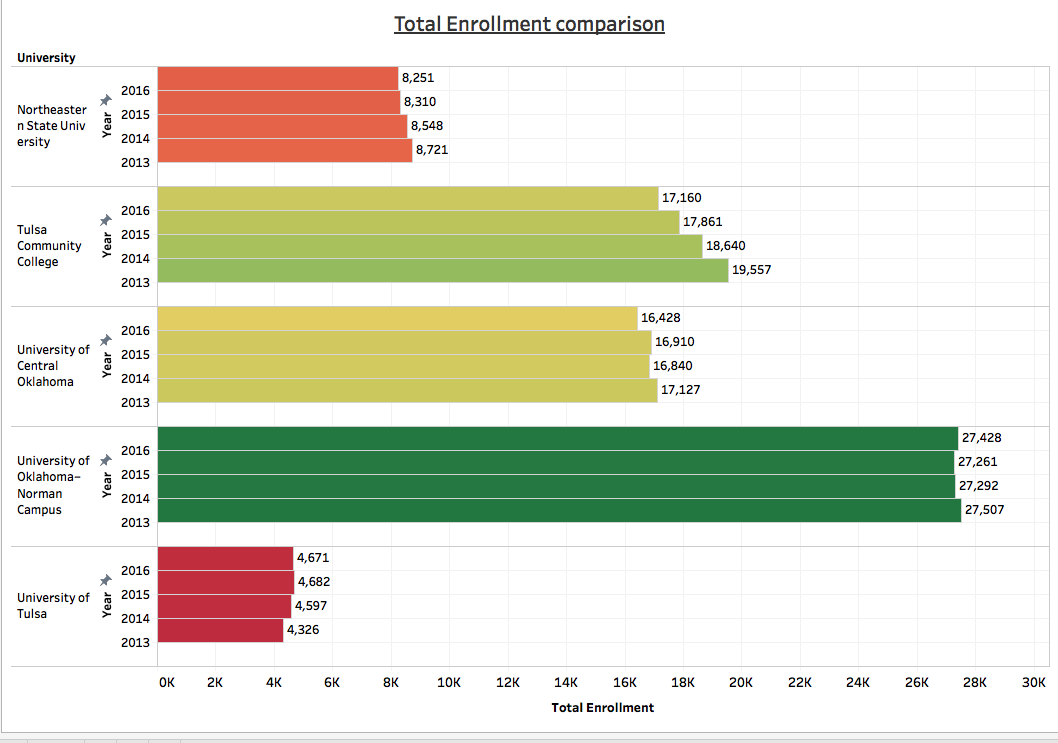 Total Enrollment comparison
University
Northeaster
n State Univ
ersity
Year
2016
2015
2014
2013
8,251
8,310
8,548
8,721
Tulsa
Community
College
Year
2016
2015
2014
2013
17,160
17,861
18,640
19,557
University of
Central
Oklahoma
Year
2016
2015
2014
2013
16,428
16,910
16,840
17,127
University of
Oklahoma–
Norman
Campus
Year
2016
2015
2014
2013
27,428
27,261
27,292
27,507
University of
Tulsa
Year
2016
2015
2014
2013
4,671
4,682
4,597
4,326
0K 2K 4K 6K 8K 10K 12K 14K 16K 18K 20K 22K 24K 26K 28K 30K
Total Enrollment